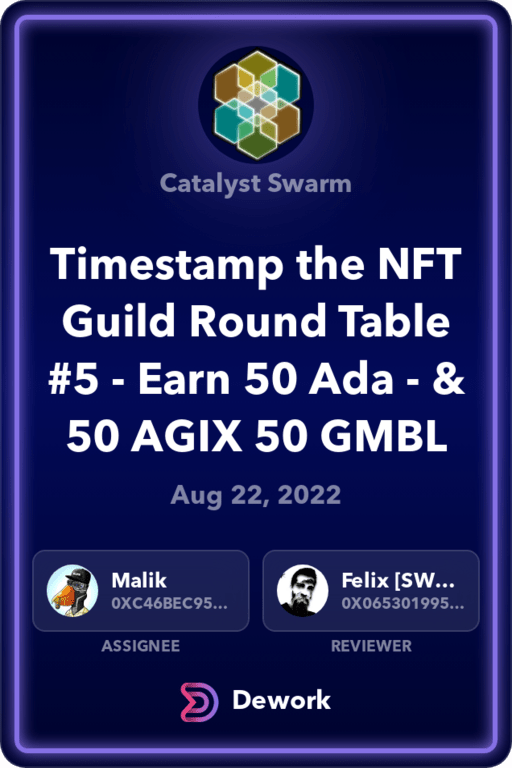 Catalyst Swarm
Timestamp the NFT
Guild Round Table
#5 - Earn 50 Ada - &
50 AGIX 50 GMBL
Aug 22, 2022
Malik
0XC46BEC95...
ASSIGNEE
Felix [SW...
0X065301995...
REVIEWER
Dework